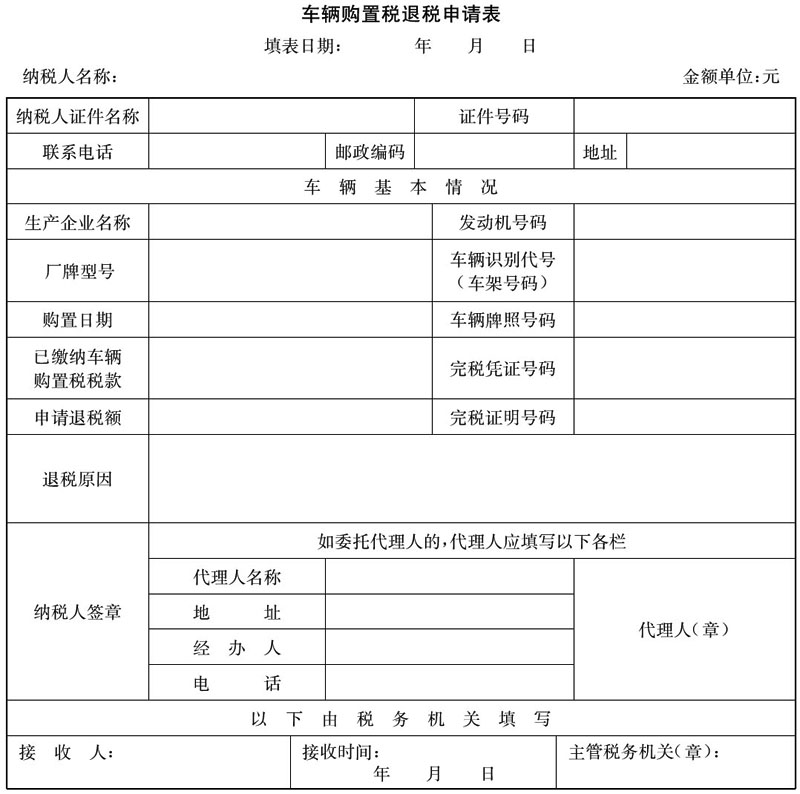 车辆购置税退税申请表
填表日期： 年 月 日
纳税人名称： 金额单位：元
纳税人证件名称 证件号码
联系电话 邮政编码 地址
车辆基本情况
生产企业名称 发动机号码
厂牌型号 车辆识别代号
（车架号码）
购置日期 车辆牌照号码
已缴纳车辆
购置税税款 完税凭证号码
申请退税额 完税证明号码
退税原因
纳税人签章
如委托代理人的，代理人应填写以下各栏
代理人名称
地 址
经 办 人
电 话
代理人（章）
以下由税务机关填写
接 收 人： 接收时间： 主管税务机关（章）：
年 月 日